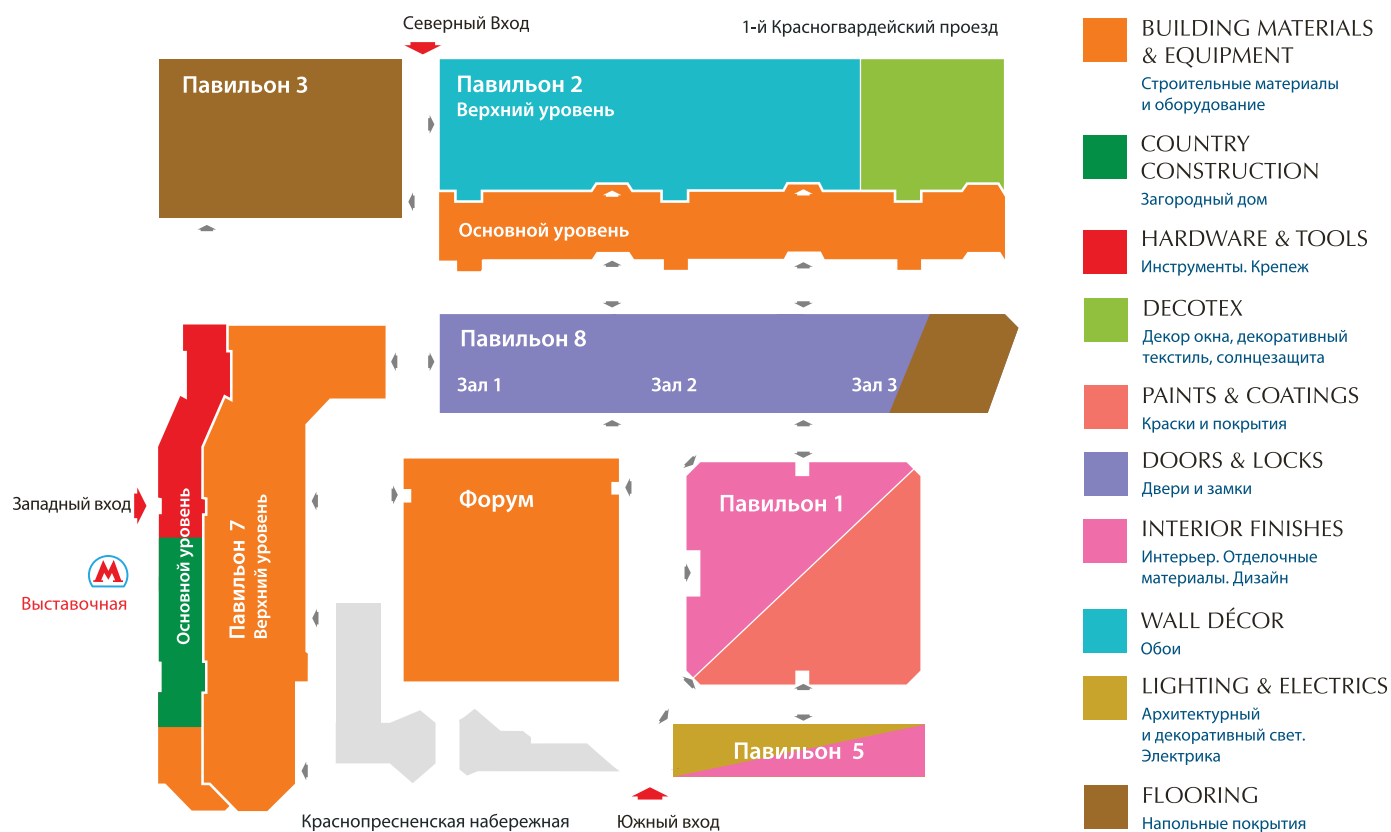 Северный Вход
1-й Красногвардейский проезд
Павильон 3
Павильон 2
Верхний уровень
Основной уровень
Павильон 8
Зал 1
Зал 2
Зал 3
Западный вход
М
Выставочная
Основной уровень
Павильон 7
Верхний уровень
Форум
Павильон 1
Павильон 5
Краснопресненская набережная
Южный вход
BUILDING MATERIALS
& EQUIPMENT
Строительные материалы
и оборудование
COUNTRY
CONSTRUCTION
Загородный дом
HARDWARE & TOOLS
Инструменты. Крепеж
DECOTEX
Декор окна, декоративный
текстиль, солнцезащита
PAINTS & COATINGS
Краски и покрытия
DOORS & LOCKS
Двери и замки
INTERIOR FINISHES
Интерьер. Отделочные
материалы. Дизайн
WALL DÉCOR
Обои
LIGHTING & ELECTRICS
Архитектурный
и декоративный свет.
Электрика
FLOORING
Напольные покрытия